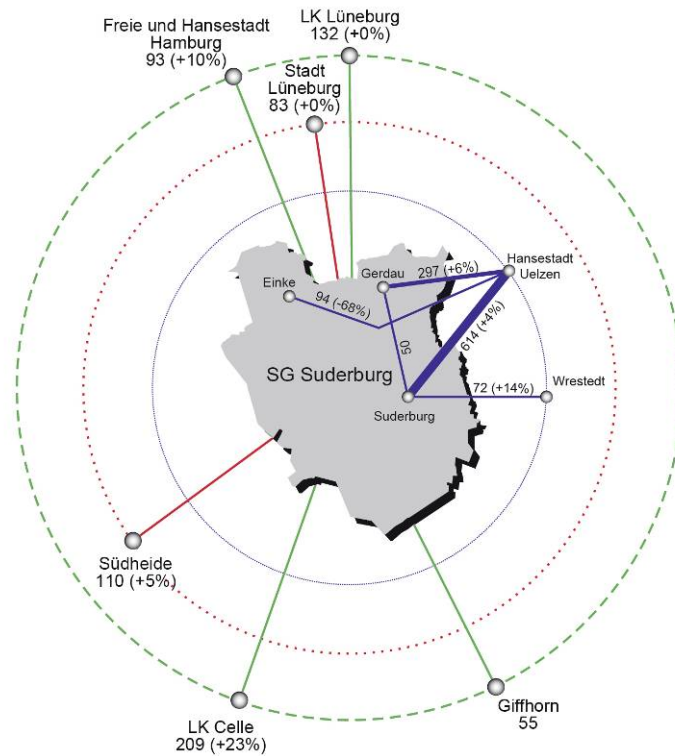 Freie und Hansestadt
Hamburg
93 (+10%)
LK Lüneburg
132 (+0%)
Stadt
Lüneburg
83 (+0%)
Einke
94 (-68%)
Gerdau
297 (+6%)
Hansestadt
Uelzen
614 (+4%)
50
SG Suderburg
Suderburg
72 (+14%)
Wrestedt
Südheide
110 (+5%)
LK Celle
209 (+23%)
Giffhorn
55